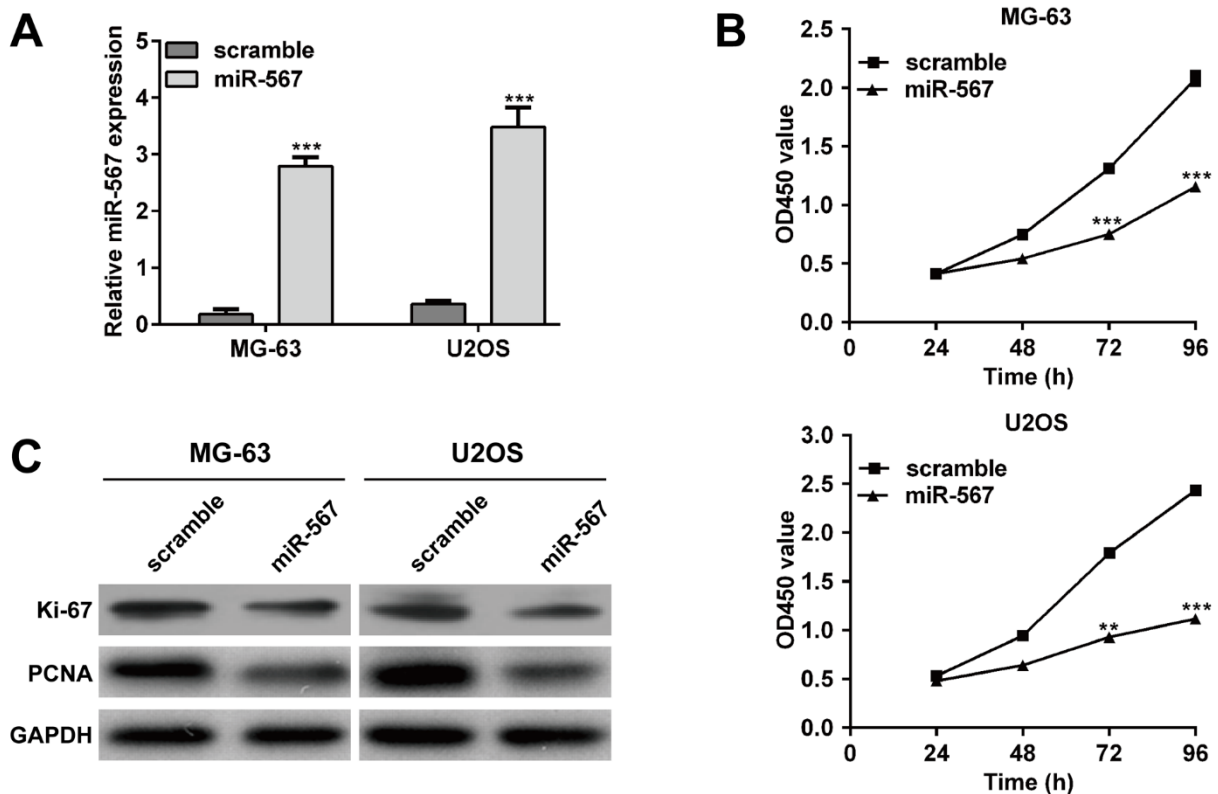 A
Relative miR-567 expression
5
4
3
2
1
0
scramble
miR-567
***
***
MG-63
U2OS
B
MG-63
OD450 value
2.5
2.0
1.5
1.0
0.5
0.0
scramble
miR-567
***
***
0
24
48
72
96
Time (h)
U2OS
OD450 value
3.0
2.5
2.0
1.5
1.0
0.5
0.0
scramble
miR-567
**
***
0
24
48
72
96
Time (h)
C
MG-63
U2OS
scramble
miR-567
scramble
miR-567
Ki-67
PCNA
GAPDH